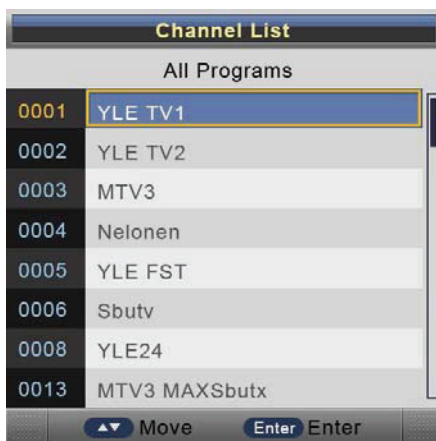 Channel List
All Programs
0001 YLE TV1
0002 YLE TV2
0003 MTV3
0004 Nelonen
0005 YLE FST
0006 Sbutv
0008 YLE24
0013 MTV3 MAXSbutx
Move Enter Enter